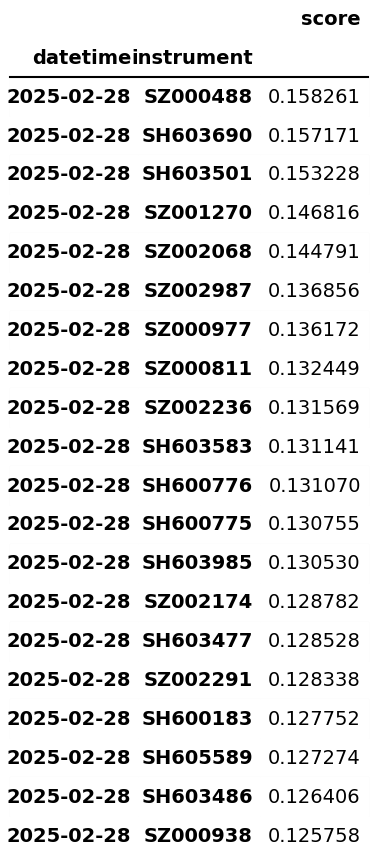 score
datetime instrument
2025-02-28 SZ000488 0.158261
2025-02-28 SH603690 0.157171
2025-02-28 SH603501 0.153228
2025-02-28 SZ001270 0.146816
2025-02-28 SZ002068 0.144791
2025-02-28 SZ002987 0.136856
2025-02-28 SZ000977 0.136172
2025-02-28 SZ000811 0.132449
2025-02-28 SZ002236 0.131569
2025-02-28 SH603583 0.131141
2025-02-28 SH600776 0.131070
2025-02-28 SH600775 0.130755
2025-02-28 SH603985 0.130530
2025-02-28 SZ002174 0.128782
2025-02-28 SH603477 0.128528
2025-02-28 SZ002291 0.128338
2025-02-28 SH600183 0.127752
2025-02-28 SH605589 0.127274
2025-02-28 SH603486 0.126406
2025-02-28 SZ000938 0.125758